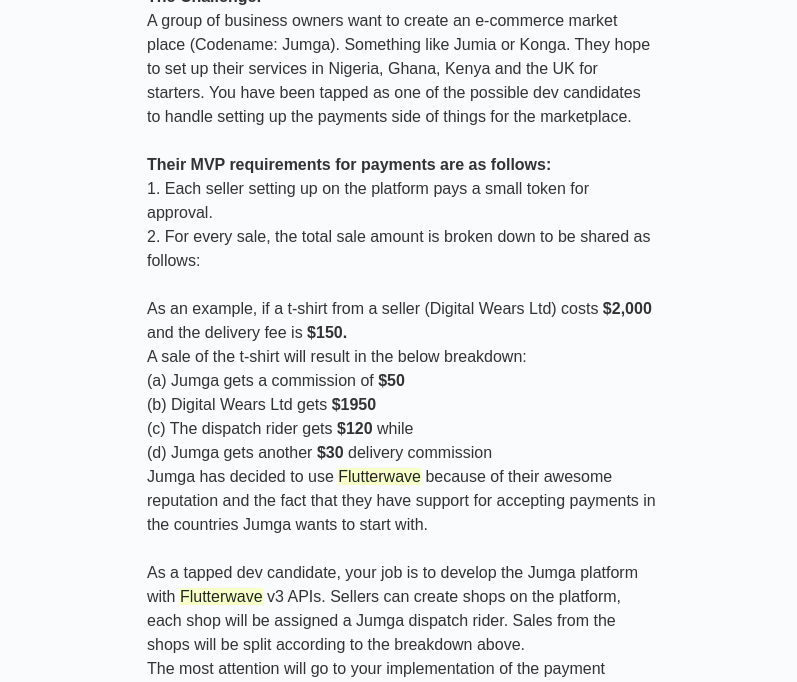 The Challenge:
A group of business owners want to create an e-commerce market
place (Codename: Jumga). Something like Jumia or Konga. They hope
to set up their services in Nigeria, Ghana, Kenya and the UK for
starters. You have been tapped as one of the possible dev candidates
to handle setting up the payments side of things for the marketplace.
Their MVP requirements for payments are as follows:
1. Each seller setting up on the platform pays a small token for
approval.
2. For every sale, the total sale amount is broken down to be shared as
follows:
As an example, if a t-shirt from a seller (Digital Wears Ltd) costs $2,000
and the delivery fee is $150.
A sale of the t-shirt will result in the below breakdown:
(a) Jumga gets a commission of $50
(b) Digital Wears Ltd gets $1950
(c) The dispatch rider gets $120 while
(d) Jumga gets another $30 delivery commission
Jumga has decided to use Flutterwave because of their awesome
reputation and the fact that they have support for accepting payments in
the countries Jumga wants to start with.
As a tapped dev candidate, your job is to develop the Jumga platform
with Flutterwave v3 APIs. Sellers can create shops on the platform,
each shop will be assigned a Jumga dispatch rider. Sales from the
shops will be split according to the breakdown above.
The most attention will go to your implementation of the payment